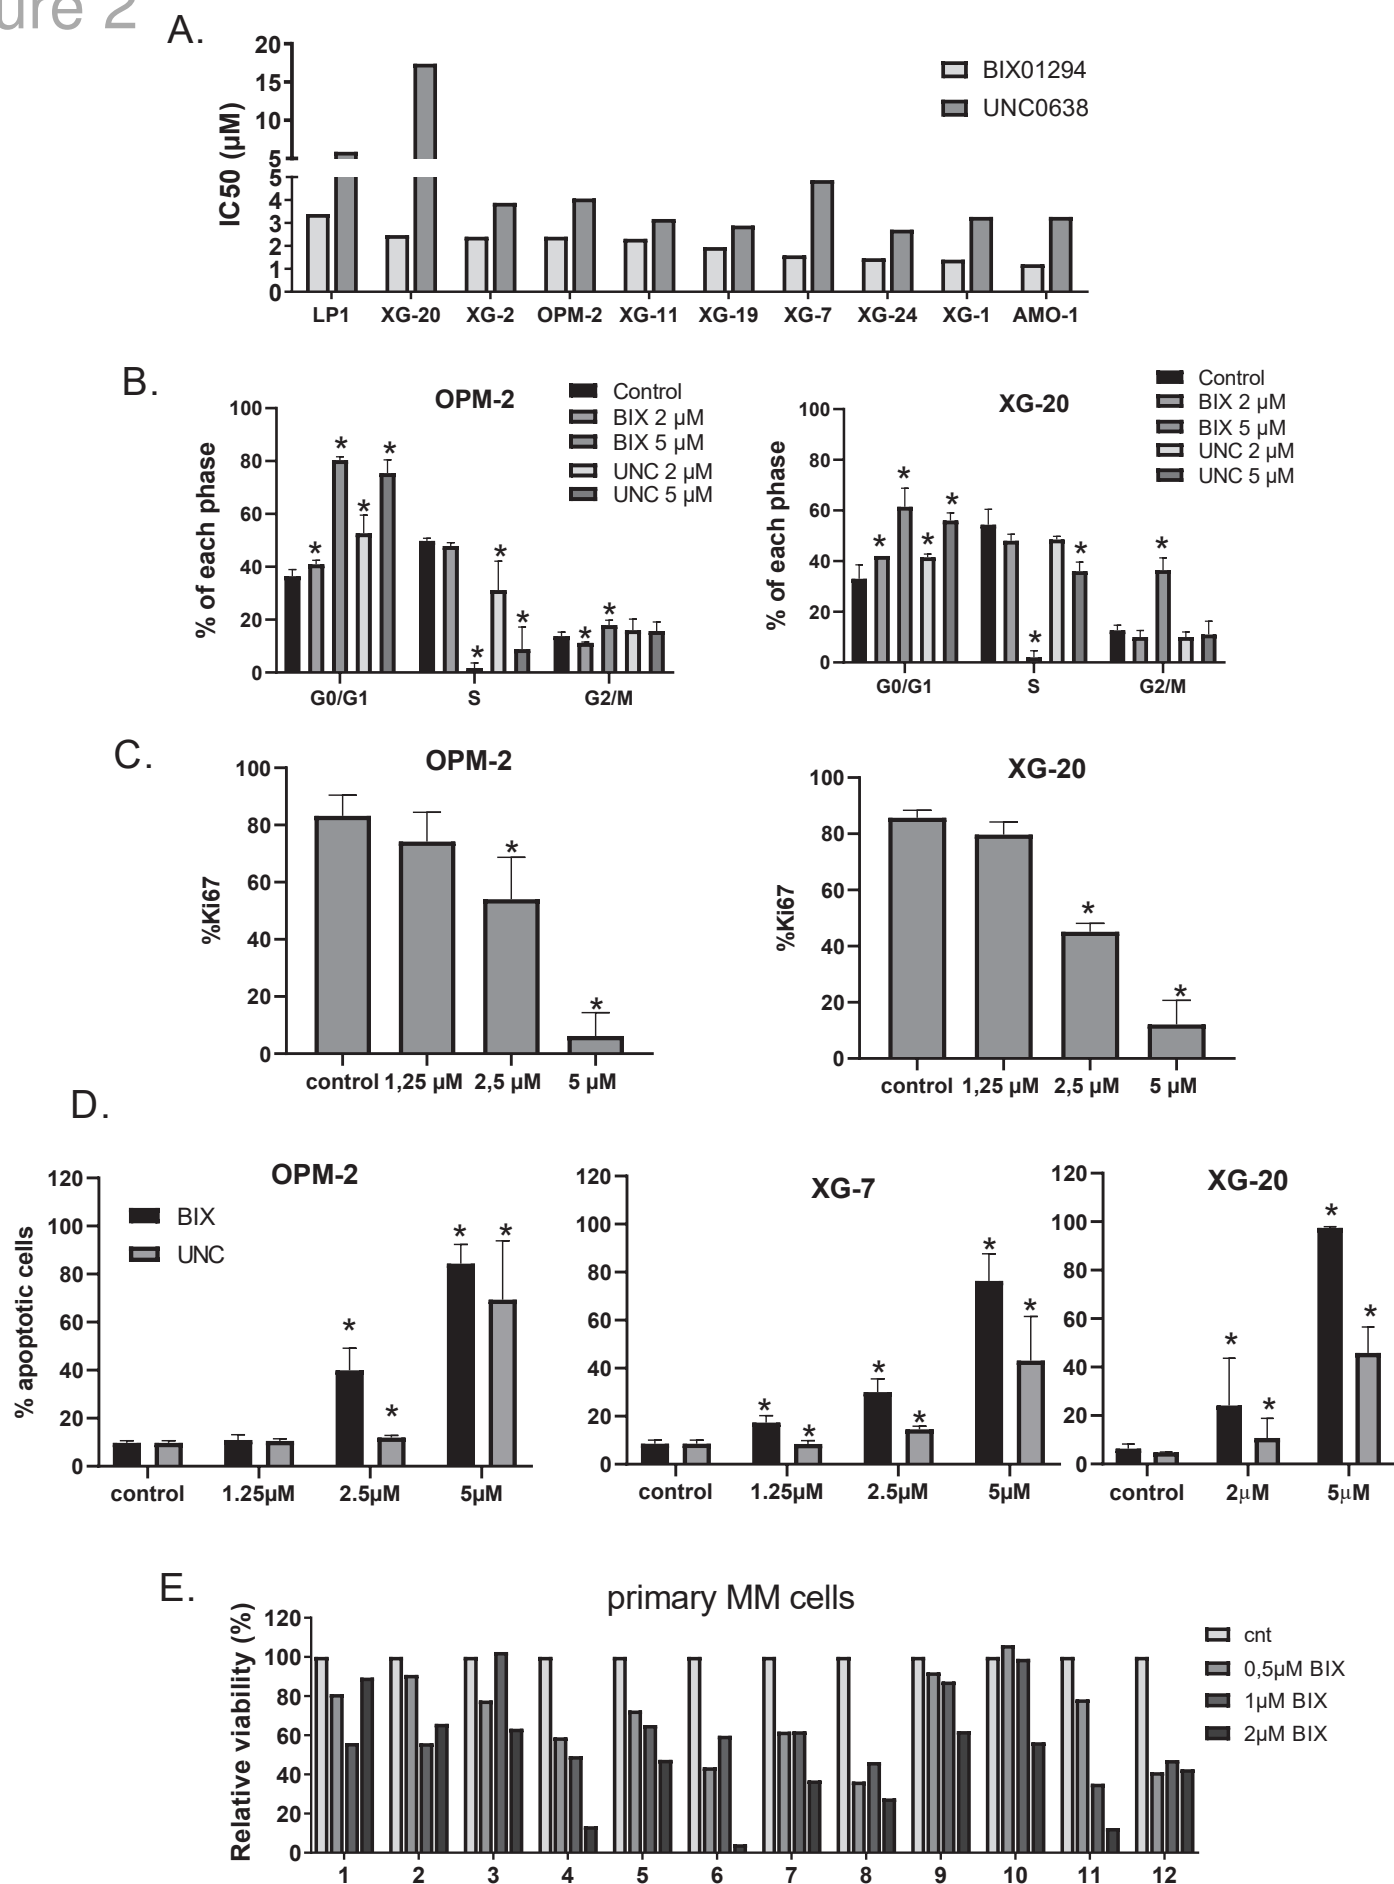 ure 2
A.
20
15
10
5
5
4
3
2
1
0
IC50 (µM)
BIX01294
UNC0638
LP1 XG-20 XG-2 OPM-2 XG-11 XG-19 XG-7 XG-24 XG-1 AMO-1
B.
OPM-2
Control
BIX 2 µM
BIX 5 µM
UNC 2 µM
UNC 5 µM
% of each phase
100
80
60
40
20
0
* * * *
* * *
* *
G0/G1 S G2/M
XG-20
Control
BIX 2 µM
BIX 5 µM
UNC 2 µM
UNC 5 µM
% of each phase
100
80
60
40
20
0
* * * *
* *
*
G0/G1 S G2/M
C.
OPM-2
%Ki67
100
80
60
40
20
0
* *
control 1,25 µM 2,5 µM 5 µM
XG-20
%Ki67
100
80
60
40
20
0
* *
control 1,25 µM 2,5 µM 5 µM
D.
OPM-2
BIX
UNC
% apoptotic cells
120
100
80
60
40
20
0
* * * *
control 1.25µM 2.5µM 5µM
XG-7
120
100
80
60
40
20
0
* * * * * *
control 1.25µM 2.5µM 5µM
XG-20
120
100
80
60
40
20
0
* * * *
control 2µM 5µM
E.
primary MM cells
Relative viability (%)
120
100
80
60
40
20
0
cnt
0,5µM BIX
1µM BIX
2µM BIX
1 2 3 4 5 6 7 8 9 10 11 12